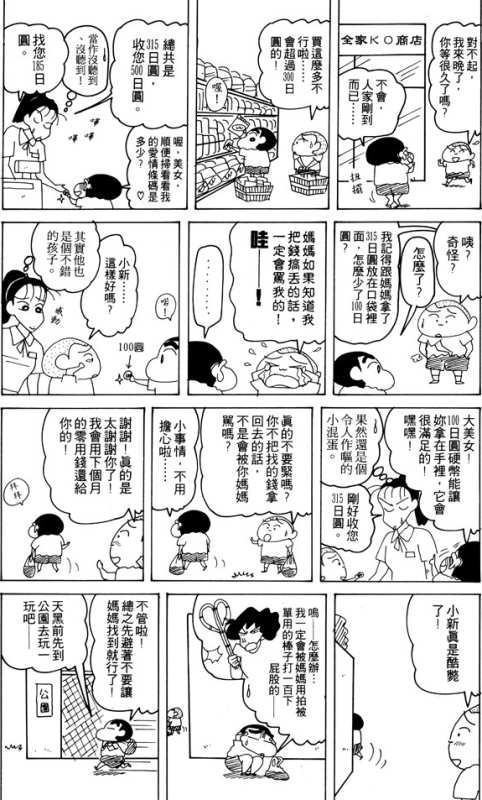 對不起，
我來晚了，
你等很久了嗎？
全家KO商店
不會，
人家剛到
而已……
扭捏
買這麼多不
行啦……
會超過300日
圓的！
喔！
總共是
315日圓，
收您
500日圓。
當作沒聽到
、沒聽到！
找您185日
圓。
喔，美女，
順便掃看看我
的愛情條碼是
多少？♡
咦？
奇怪？
怎麼了？
我記得跟媽媽拿了
315日圓放在口袋裡
面，怎麼少了100日
圓？
媽媽如果知道我
把錢搞丟的話，
一定會罵我的！
哇——！
………
100圓
啦！
小新……
這樣好嗎？
感動
其實他也
是個不錯
的孩子。
大美女！
100日圓硬幣能讓
妳拿在手裡，它會
很滿足的！
嘿嘿！
果然還是個
令人作嘔的
小混蛋。
剛好收您
315
日圓。
真的不要緊嗎？
你不把找的錢拿
回去的話，
不是會被你媽媽
罵嗎？
小事情，不用
擔心啦……
謝謝！真的是
太謝謝你了！
我會用下個月
的零用錢還給
你的！
拜拜
小新真是酷斃
了！
嗚——怎麼辦…
我一定會被媽媽用拍被
單用的棒子打一百下
屁股的——
不管啦！
總之先避著不要讓
媽媽找到就行了！
天黑前先到
公園去玩一
玩吧——
公園